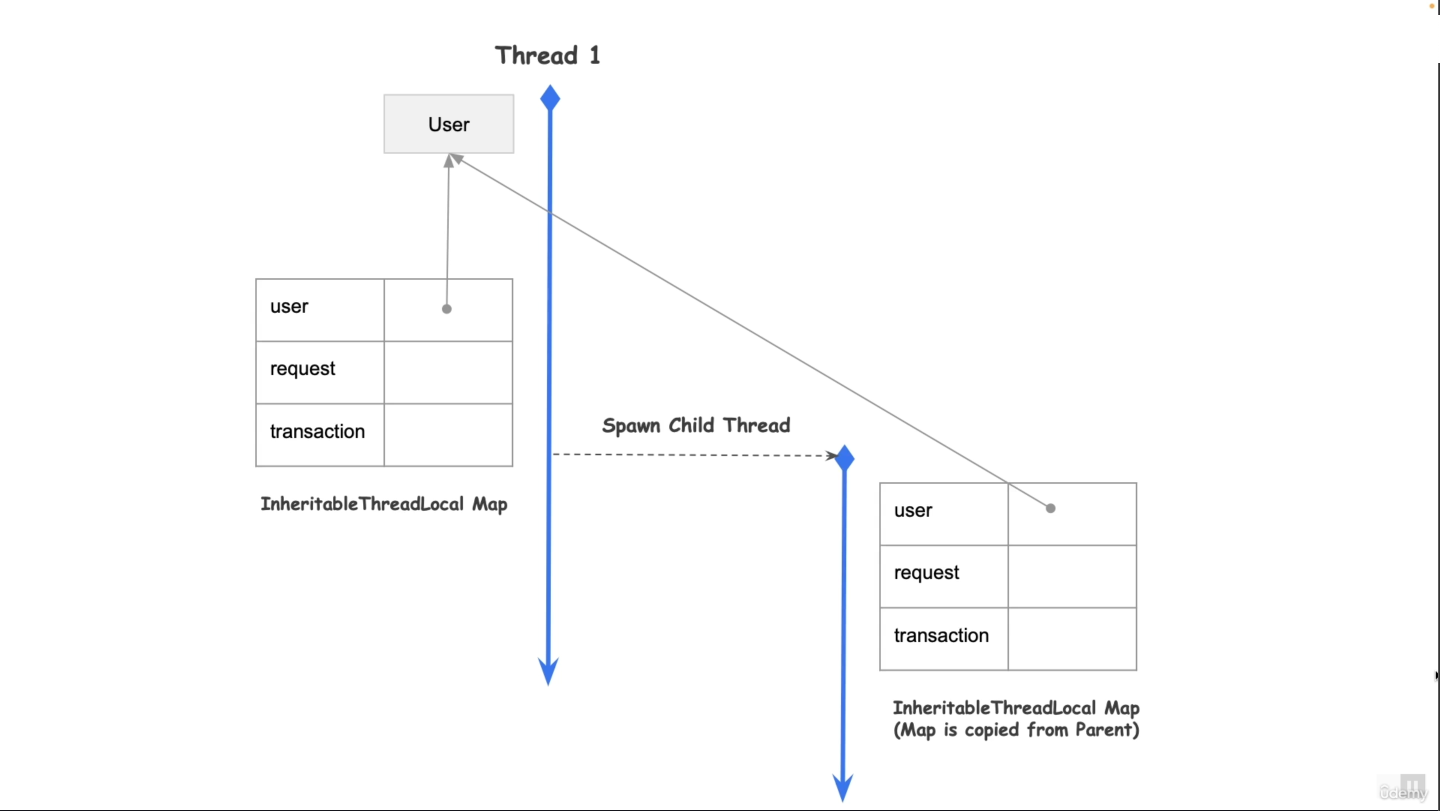 Thread 1
User
user
request
transaction
InheritableThreadLocal Map
Spawn Child Thread
user
request
transaction
InheritableThreadLocal Map
(Map is copied from Parent)
ûdemy